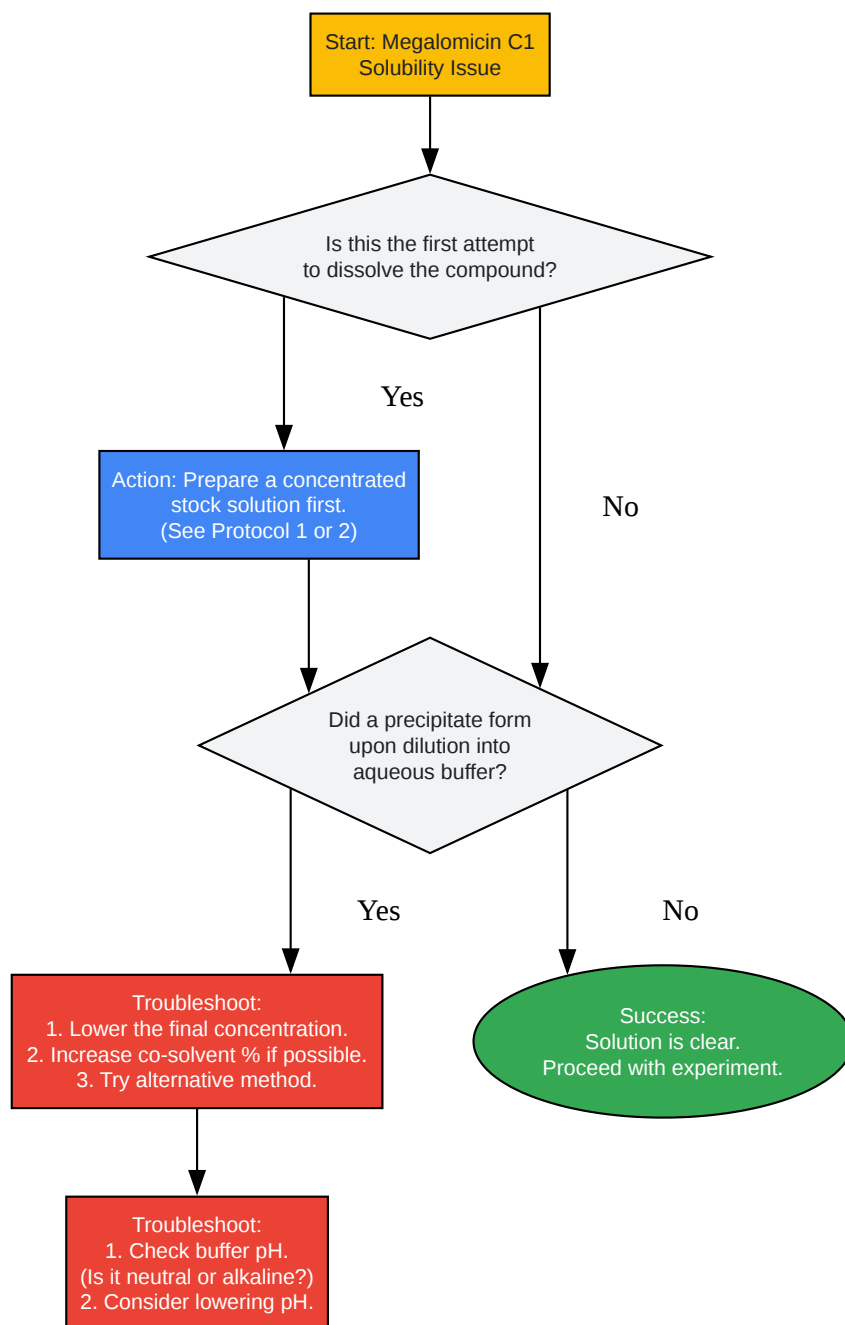 Start: Megalomicin C1
Solubility Issue
Is this the first attempt
to dissolve the compound?
Yes
Action: Prepare a concentrated
stock solution first.
(See Protocol 1 or 2)
No
Did a precipitate form
upon dilution into
aqueous buffer?
Yes
No
Troubleshoot:
1. Lower the final concentration.
2. Increase co-solvent % if possible.
3. Try alternative method.
Success:
Solution is clear.
Proceed with experiment.
Troubleshoot:
1. Check buffer pH.
(Is it neutral or alkaline?)
2. Consider lowering pH.